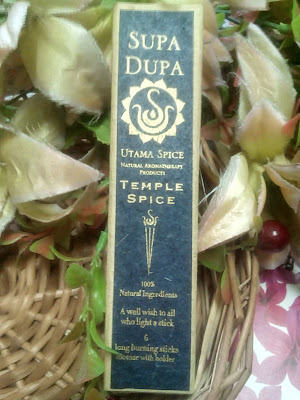 SUPA
DUPA
UTAMA SPICE
NATURAL AROMATHERAPY
PRODUCTS
TEMPLE
SPICE
100%
Natural Ingredients
A well wish to all
who light a stick
6
long burning sticks
incense with holder